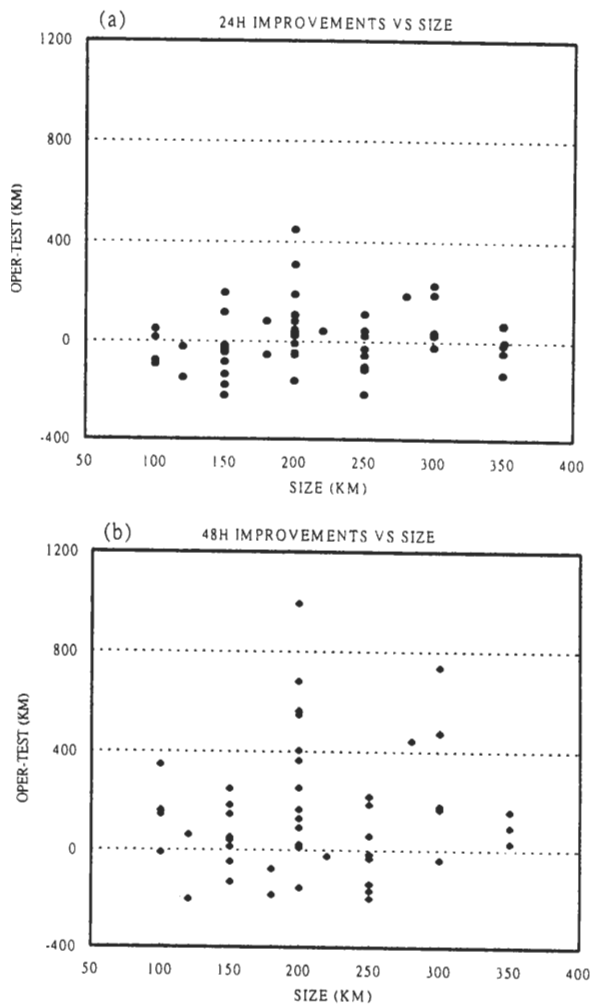 (a)
24H IMPROVEMENTS VS SIZE
1200
800
400
0
-400
OPER-TEST (KM)
50 100 150 200 250 300 350 400
SIZE (KM)
(b)
48H IMPROVEMENTS VS SIZE
1200
800
400
0
-400
OPER-TEST (KM)
50 100 150 200 250 300 350 400
SIZE (KM)